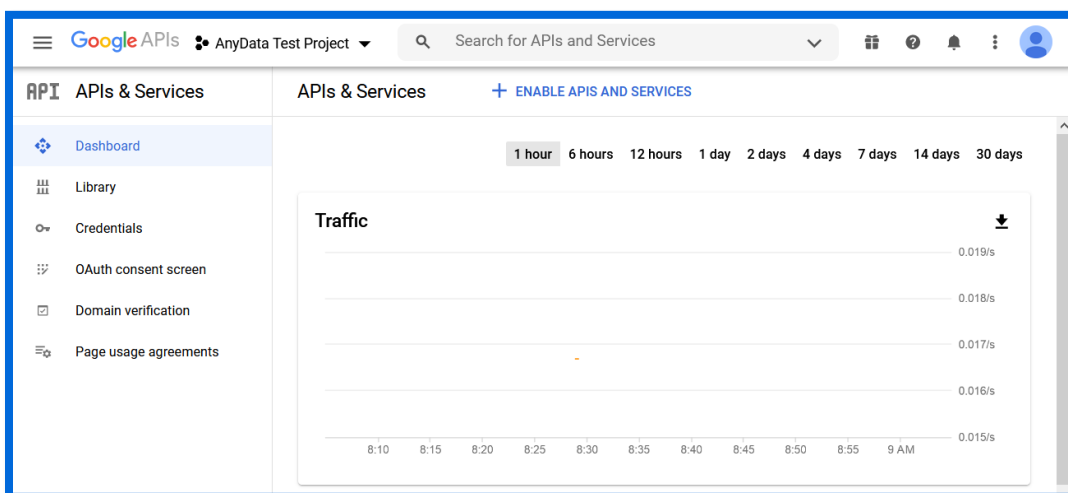 Google APIs AnyData Test Project Search for APIs and Services
API APIs & Services APIs & Services + ENABLE APIS AND SERVICES
Dashboard
1 hour 6 hours 12 hours 1 day 2 days 4 days 7 days 14 days 30 days
Library
Credentials
OAuth consent screen
Domain verification
Page usage agreements
Traffic
0.019/s
0.018/s
0.017/s
0.016/s
0.015/s
8:10 8:15 8:20 8:25 8:30 8:35 8:40 8:45 8:50 8:55 9 AM